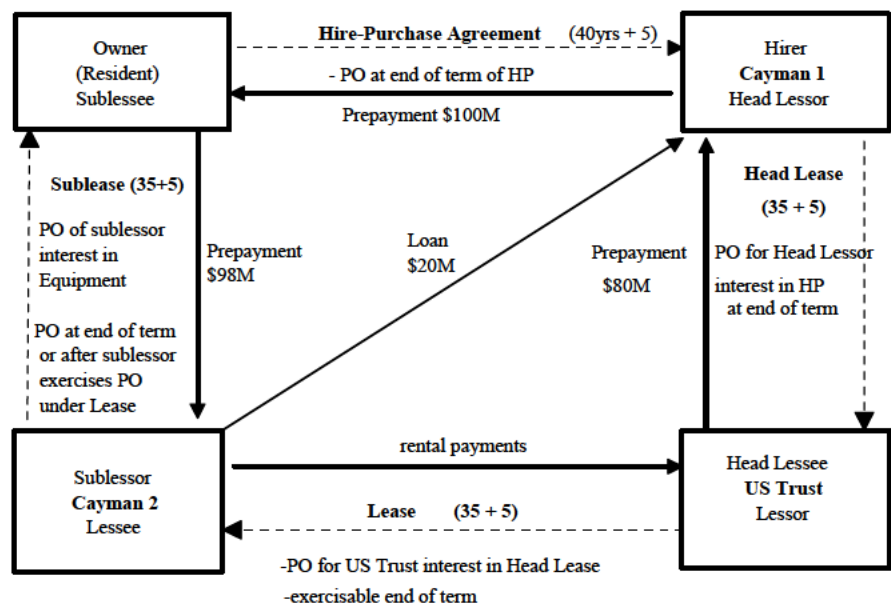 Owner
(Resident)
Sublessee
Hire-Purchase Agreement (40yrs + 5)
- PO at end of term of HP
Prepayment $100M
Hirer
Cayman 1
Head Lessor
Sublease (35+5)
PO of sublessor
interest in
Equipment
PO at end of term
or after sublessor
exercises PO
under Lease
Prepayment
$98M
Loan
$20M
Prepayment
$80M
Head Lease
(35 + 5)
PO for Head Lessor
interest in HP
at end of term
Sublessor
Cayman 2
Lessee
rental payments
Lease (35 + 5)
-PO for US Trust interest in Head Lease
-exercisable end of term
Head Lessee
US Trust
Lessor